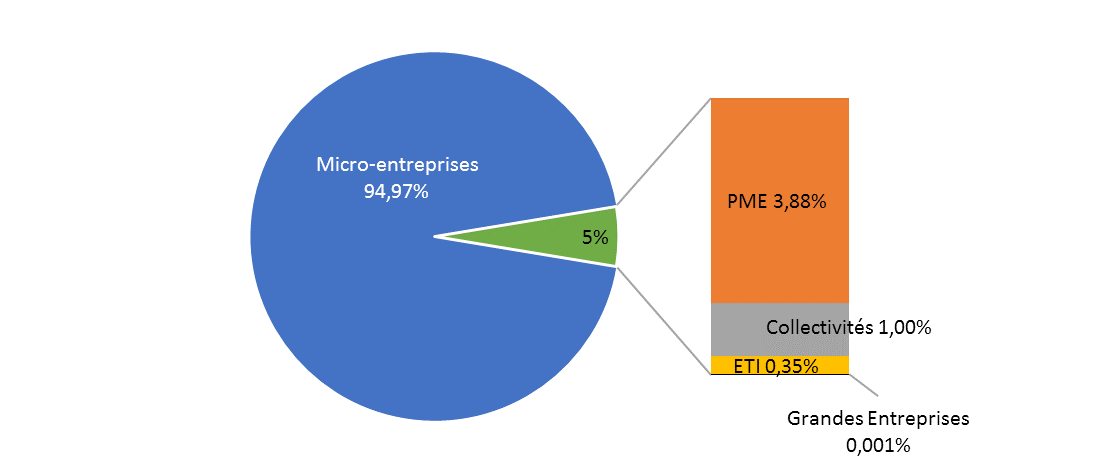 Micro-entreprises
94,97%
5%
PME 3,88%
Collectivités 1,00%
ETI 0,35%
Grandes Entreprises
0,001%